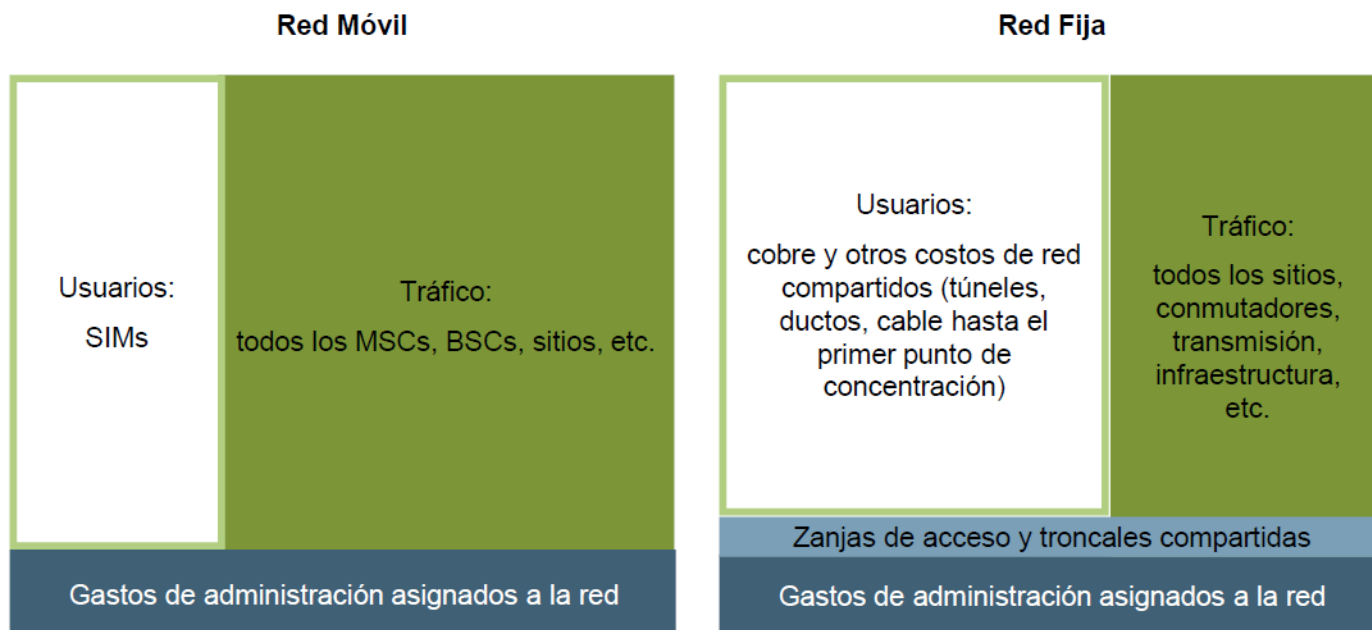 Red Móvil
Usuarios:
SIMs
Tráfico:
todos los MSCs, BSCs, sitios, etc.
Gastos de administración asignados a la red
Red Fija
Usuarios:
cobre y otros costos de red
compartidos (túneles,
ductos, cable hasta el
primer punto de
concentración)
Tráfico:
todos los sitios,
conmutadores,
transmisión,
infraestructura,
etc.
Zanjas de acceso y troncales compartidas
Gastos de administración asignados a la red